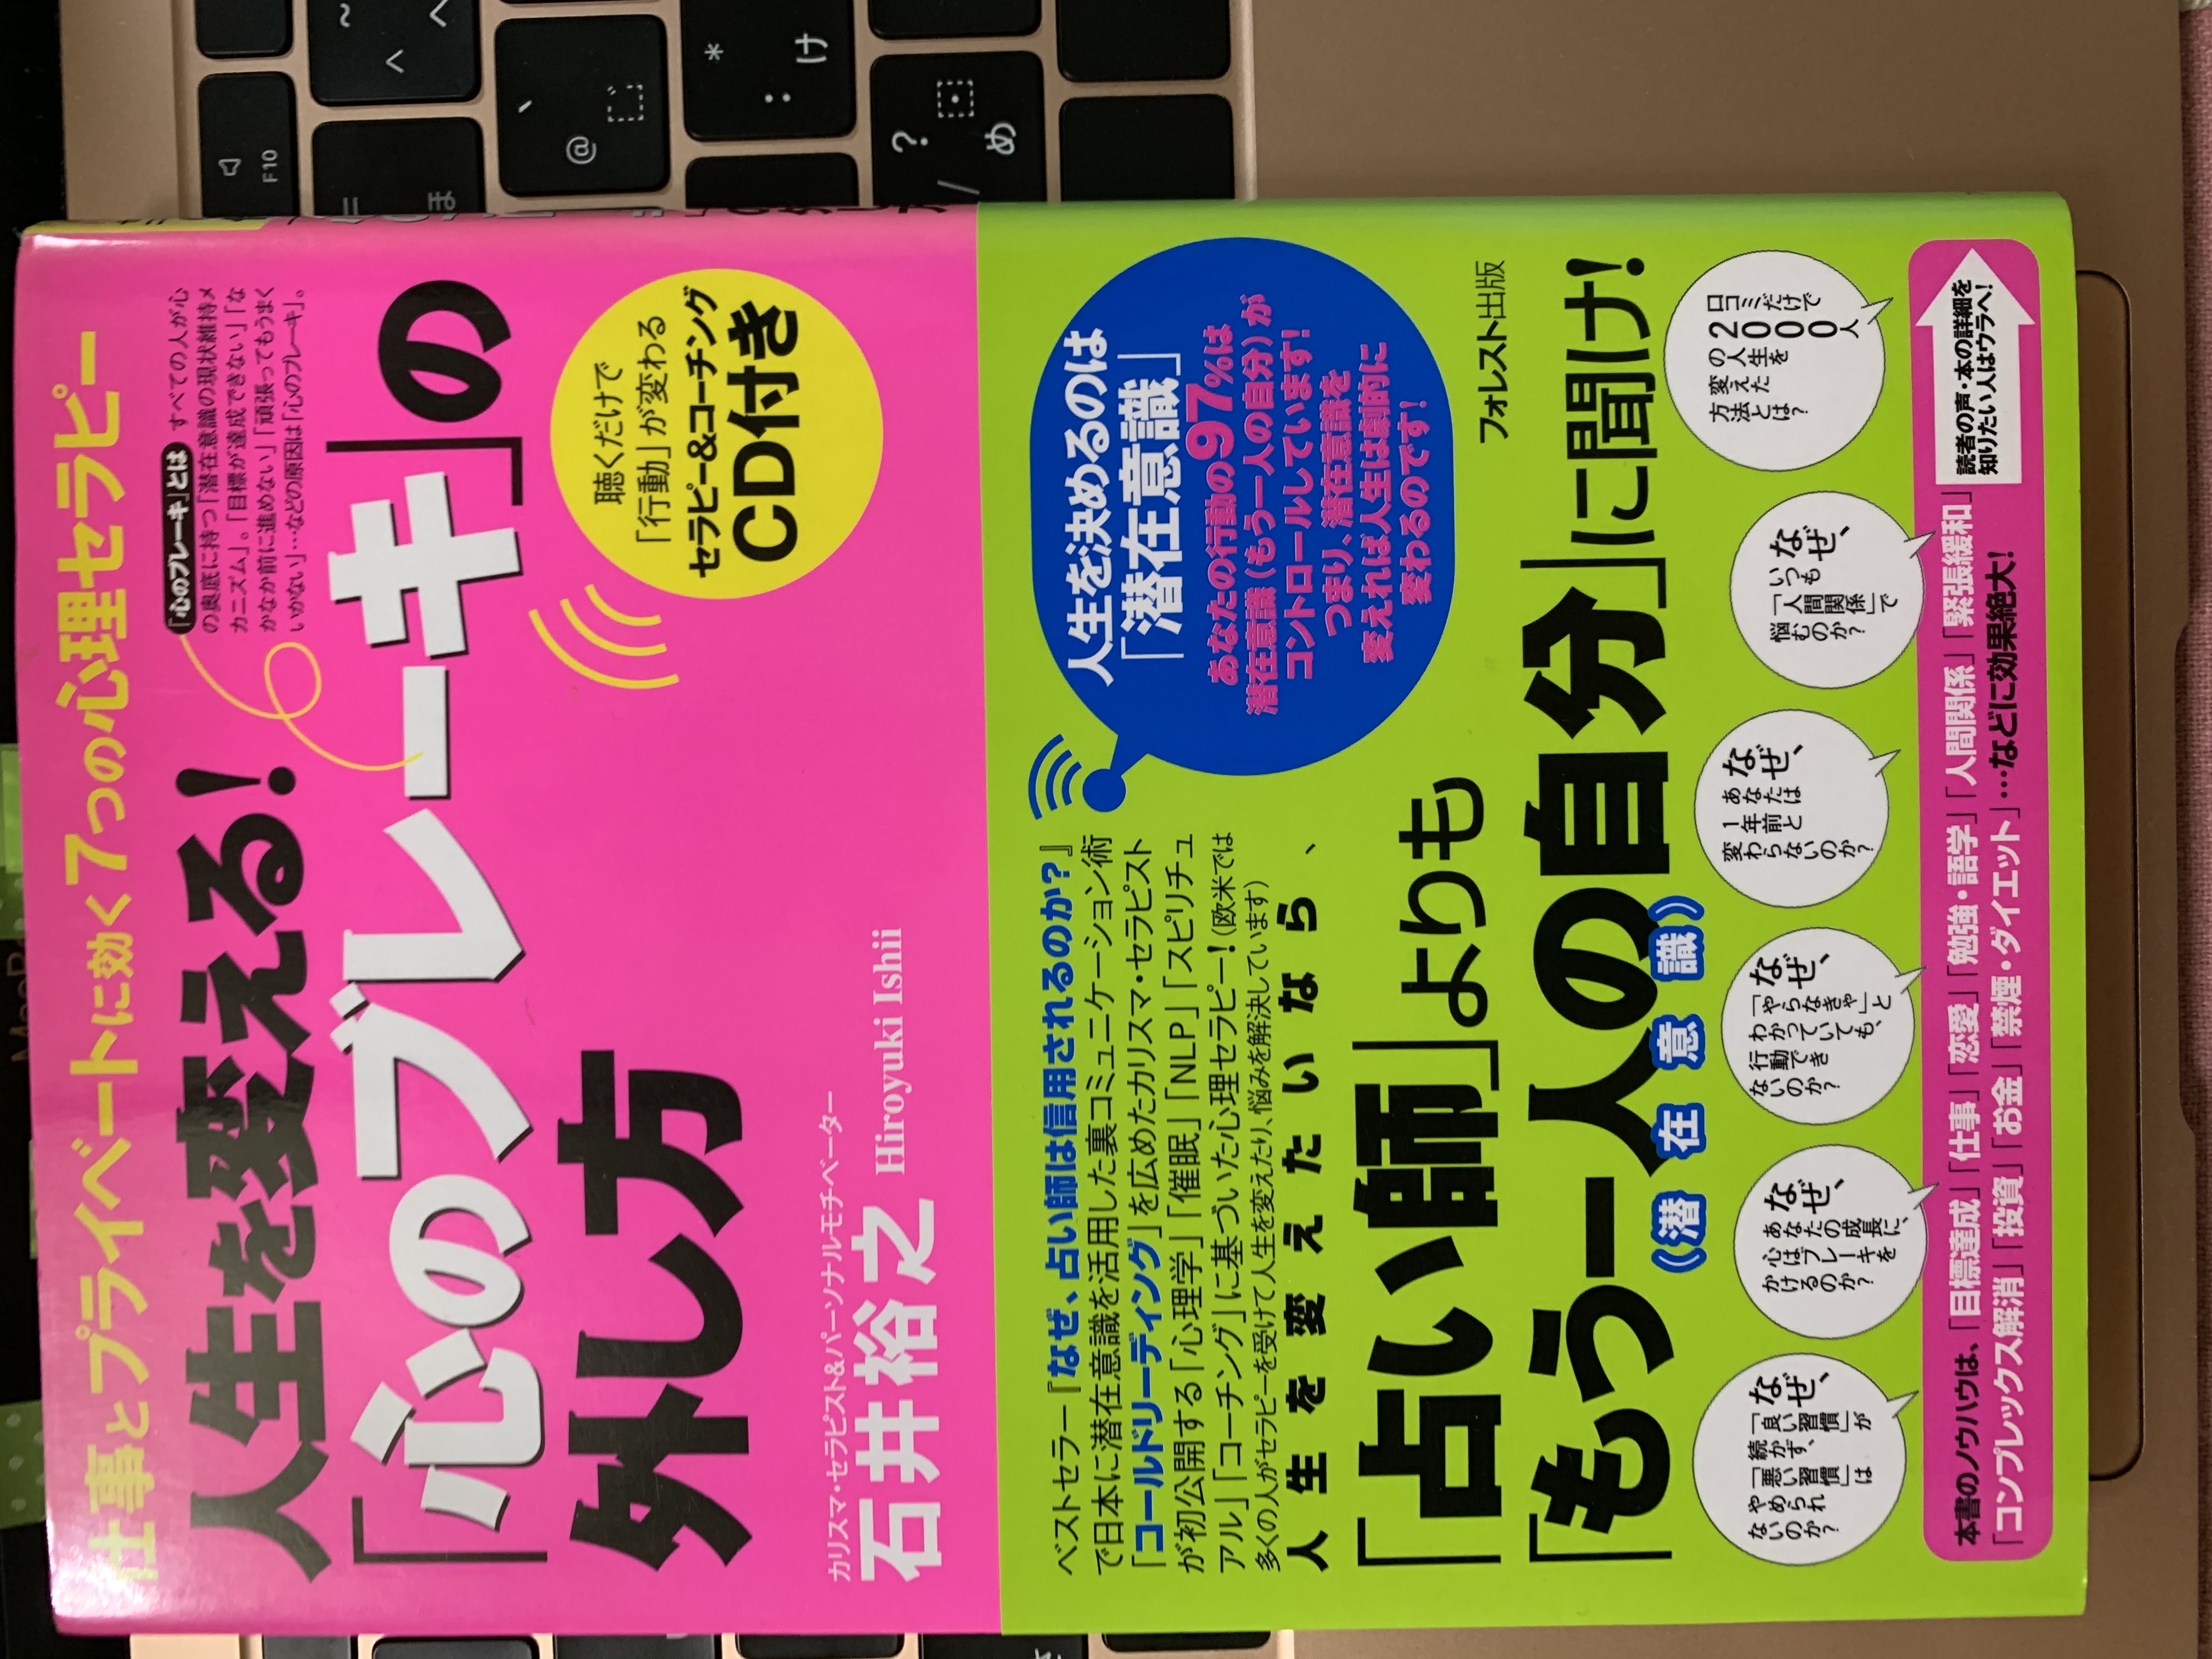 仕事とプライベートに効く7つの心理セラピー
人生を変える!
「心のブレーキ」の
外し方
「心のブレーキ」とは すべての人が心
の奥底に持つ「潜在意識の現状維持メ
カニズム」。「目標が達成できない」「な
かなか前に進めない」「頑張ってもうまく
いかない」…などの原因は「心のブレーキ」。
聴くだけで
「行動」が変わる
セラピー&コーチング
CD付き
カリスマ・セラピスト&パーソナルモチベーター
石井裕之 Hiroyuki Ishii
ベストセラー『なぜ、占い師は信用されるのか?』
で日本に潜在意識を活用した裏コミュニケーション術
「コールドリーディング」を広めたカリスマ・セラピスト
が初公開する「心理学」「催眠」「NLP」「スピリチュ
アル」「コーチング」に基づいた心理セラピー!(欧米では
多くの人がセラピーを受けて人生を変えたり、悩みを解決しています)
人生を決めるのは
「潜在意識」
あなたの行動の97%は
潜在意識(もう一人の自分)が
コントロールしています!
つまり、潜在意識を
変えれば人生は劇的に
変わるのです!
人生を変えたいなら、
「占い師」よりも
フォレスト出版
「もう一人の自分」に聞け!
(潜在意識)
なぜ、
「良い習慣」が
続かず、
「悪い習慣」は
やめられ
ないのか?
なぜ、
あなたの成長に、
心はブレーキを
かけるのか?
なぜ、
「やらなきゃ」と
わかっていても、
行動でき
ないのか?
なぜ、
あなたは
1年前と
変わらないのか?
なぜ、
いつも
「人間関係」で
悩むのか?
口コミだけで
2000人
の人生を
変えた
方法とは?
本書のノウハウは、「目標達成」「仕事」「恋愛」「勉強・語学」「人間関係」「緊張緩和」
「コンプレックス解消」「投資」「お金」「禁煙・ダイエット」…などに効果絶大!
読者の声・本の詳細を
知りたい人はウラへ!
F10
@
*
:
け
?
/
め
ほ